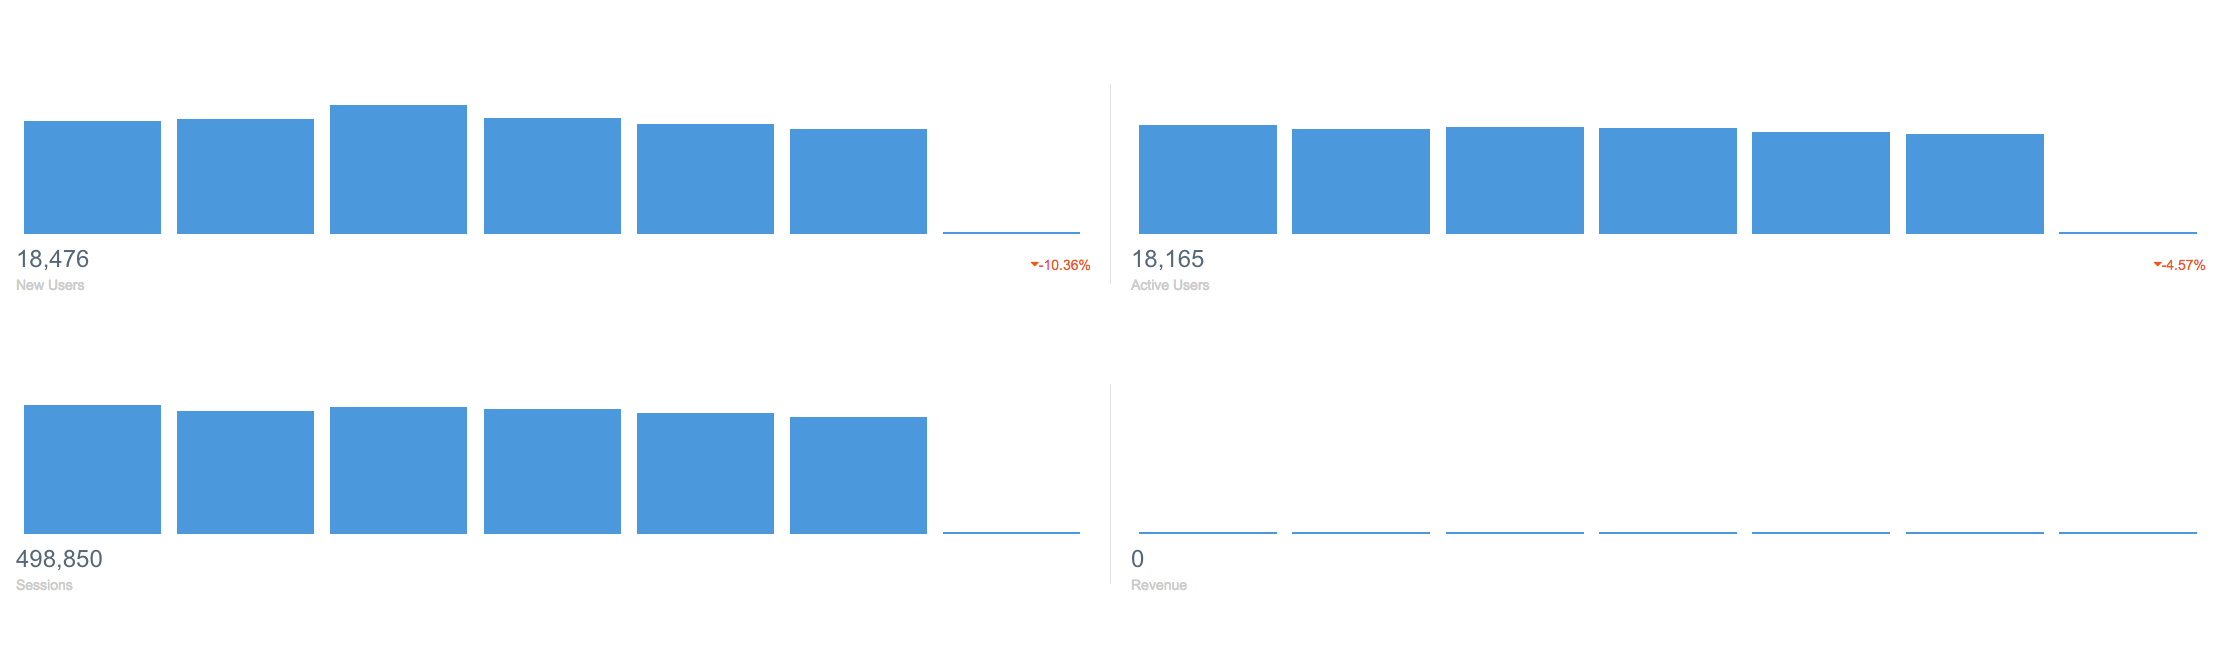 18,476
-10.36%
New Users
18,165
-4.57%
Active Users
498,850
Sessions
0
Revenue